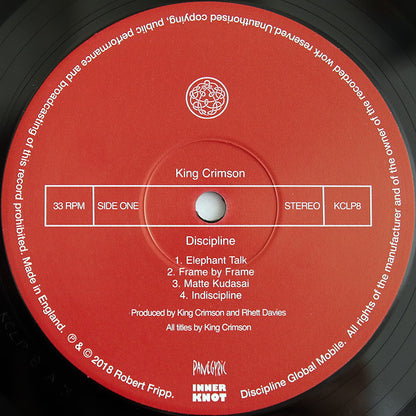 King Crimson
33 RPM SIDE ONE STEREO KCLP8
Discipline
1. Elephant Talk
2. Frame by Frame
3. Matte Kudasai
4. Indiscipline
Produced by King Crimson and Rhett Davies
All titles by King Crimson
PANEGYRIC
INNER
KNOT
℗ & © 2018 Robert Fripp. Discipline Global Mobile. All rights of the manufacturer and of the owner of the recorded work reserved.Unauthorised copying, public performance and broadcasting of this record prohibited. Made in England.